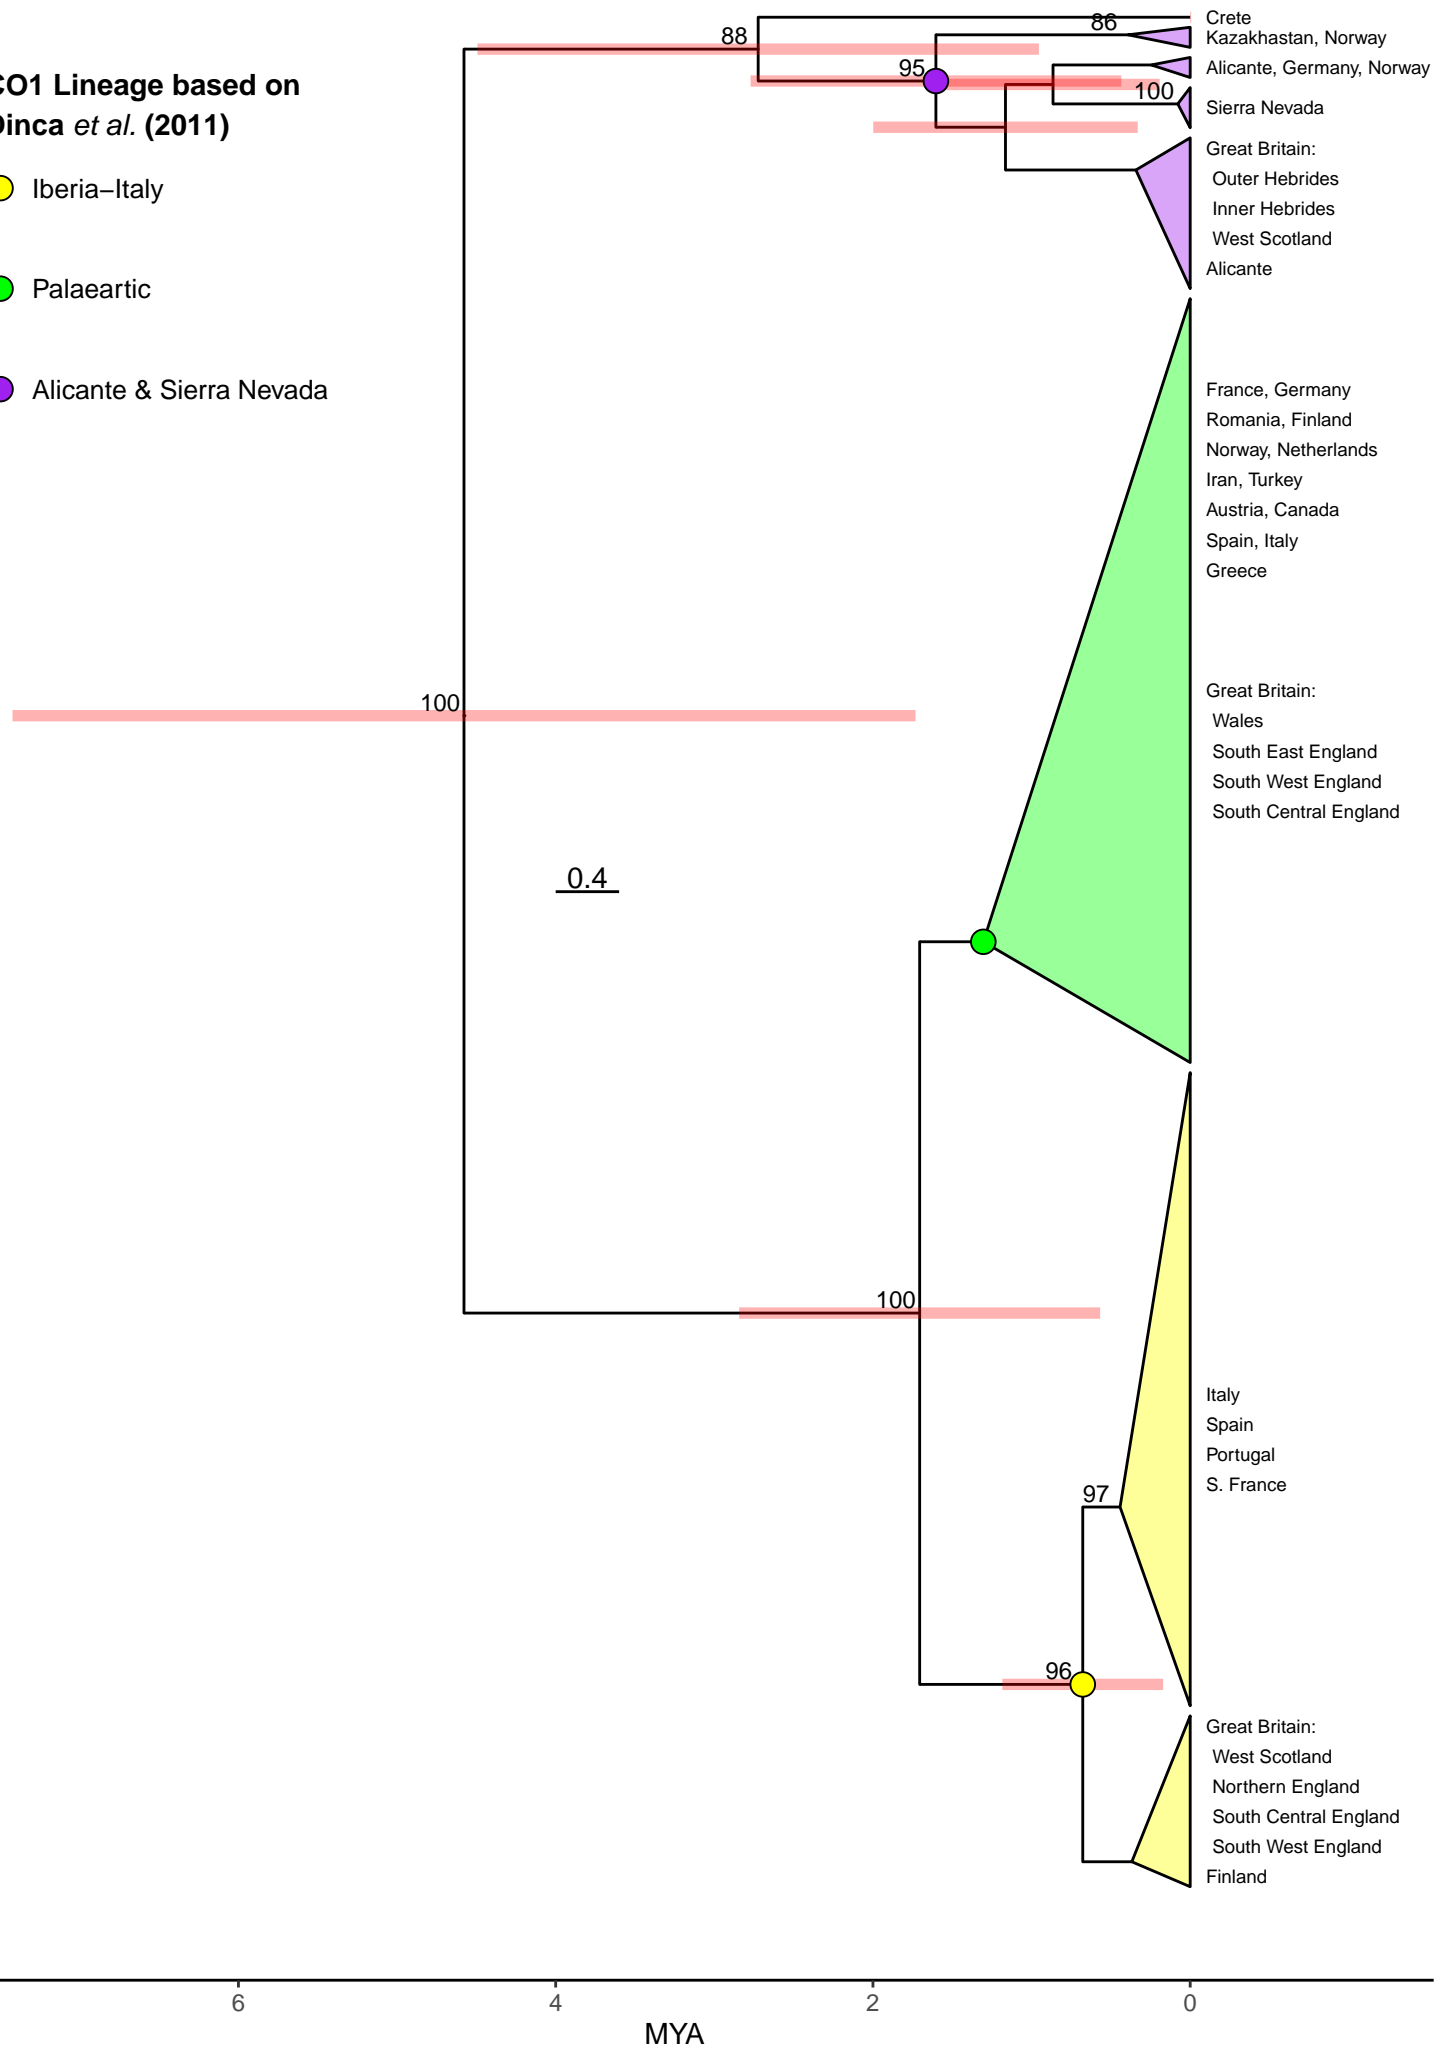 88
86
Crete
Kazakhastan, Norway
95
Alicante, Germany, Norway
100
Sierra Nevada
CO1 Lineage based on
Dinca et al. (2011)
Iberia–Italy
Palaeartic
Alicante & Sierra Nevada
Great Britain:
Outer Hebrides
Inner Hebrides
West Scotland
Alicante
France, Germany
Romania, Finland
Norway, Netherlands
Iran, Turkey
Austria, Canada
Spain, Italy
Greece
100
Great Britain:
Wales
South East England
South West England
South Central England
0.4
100
Italy
Spain
Portugal
S. France
97
96
Great Britain:
West Scotland
Northern England
South Central England
South West England
Finland
6 4 2 0
MYA